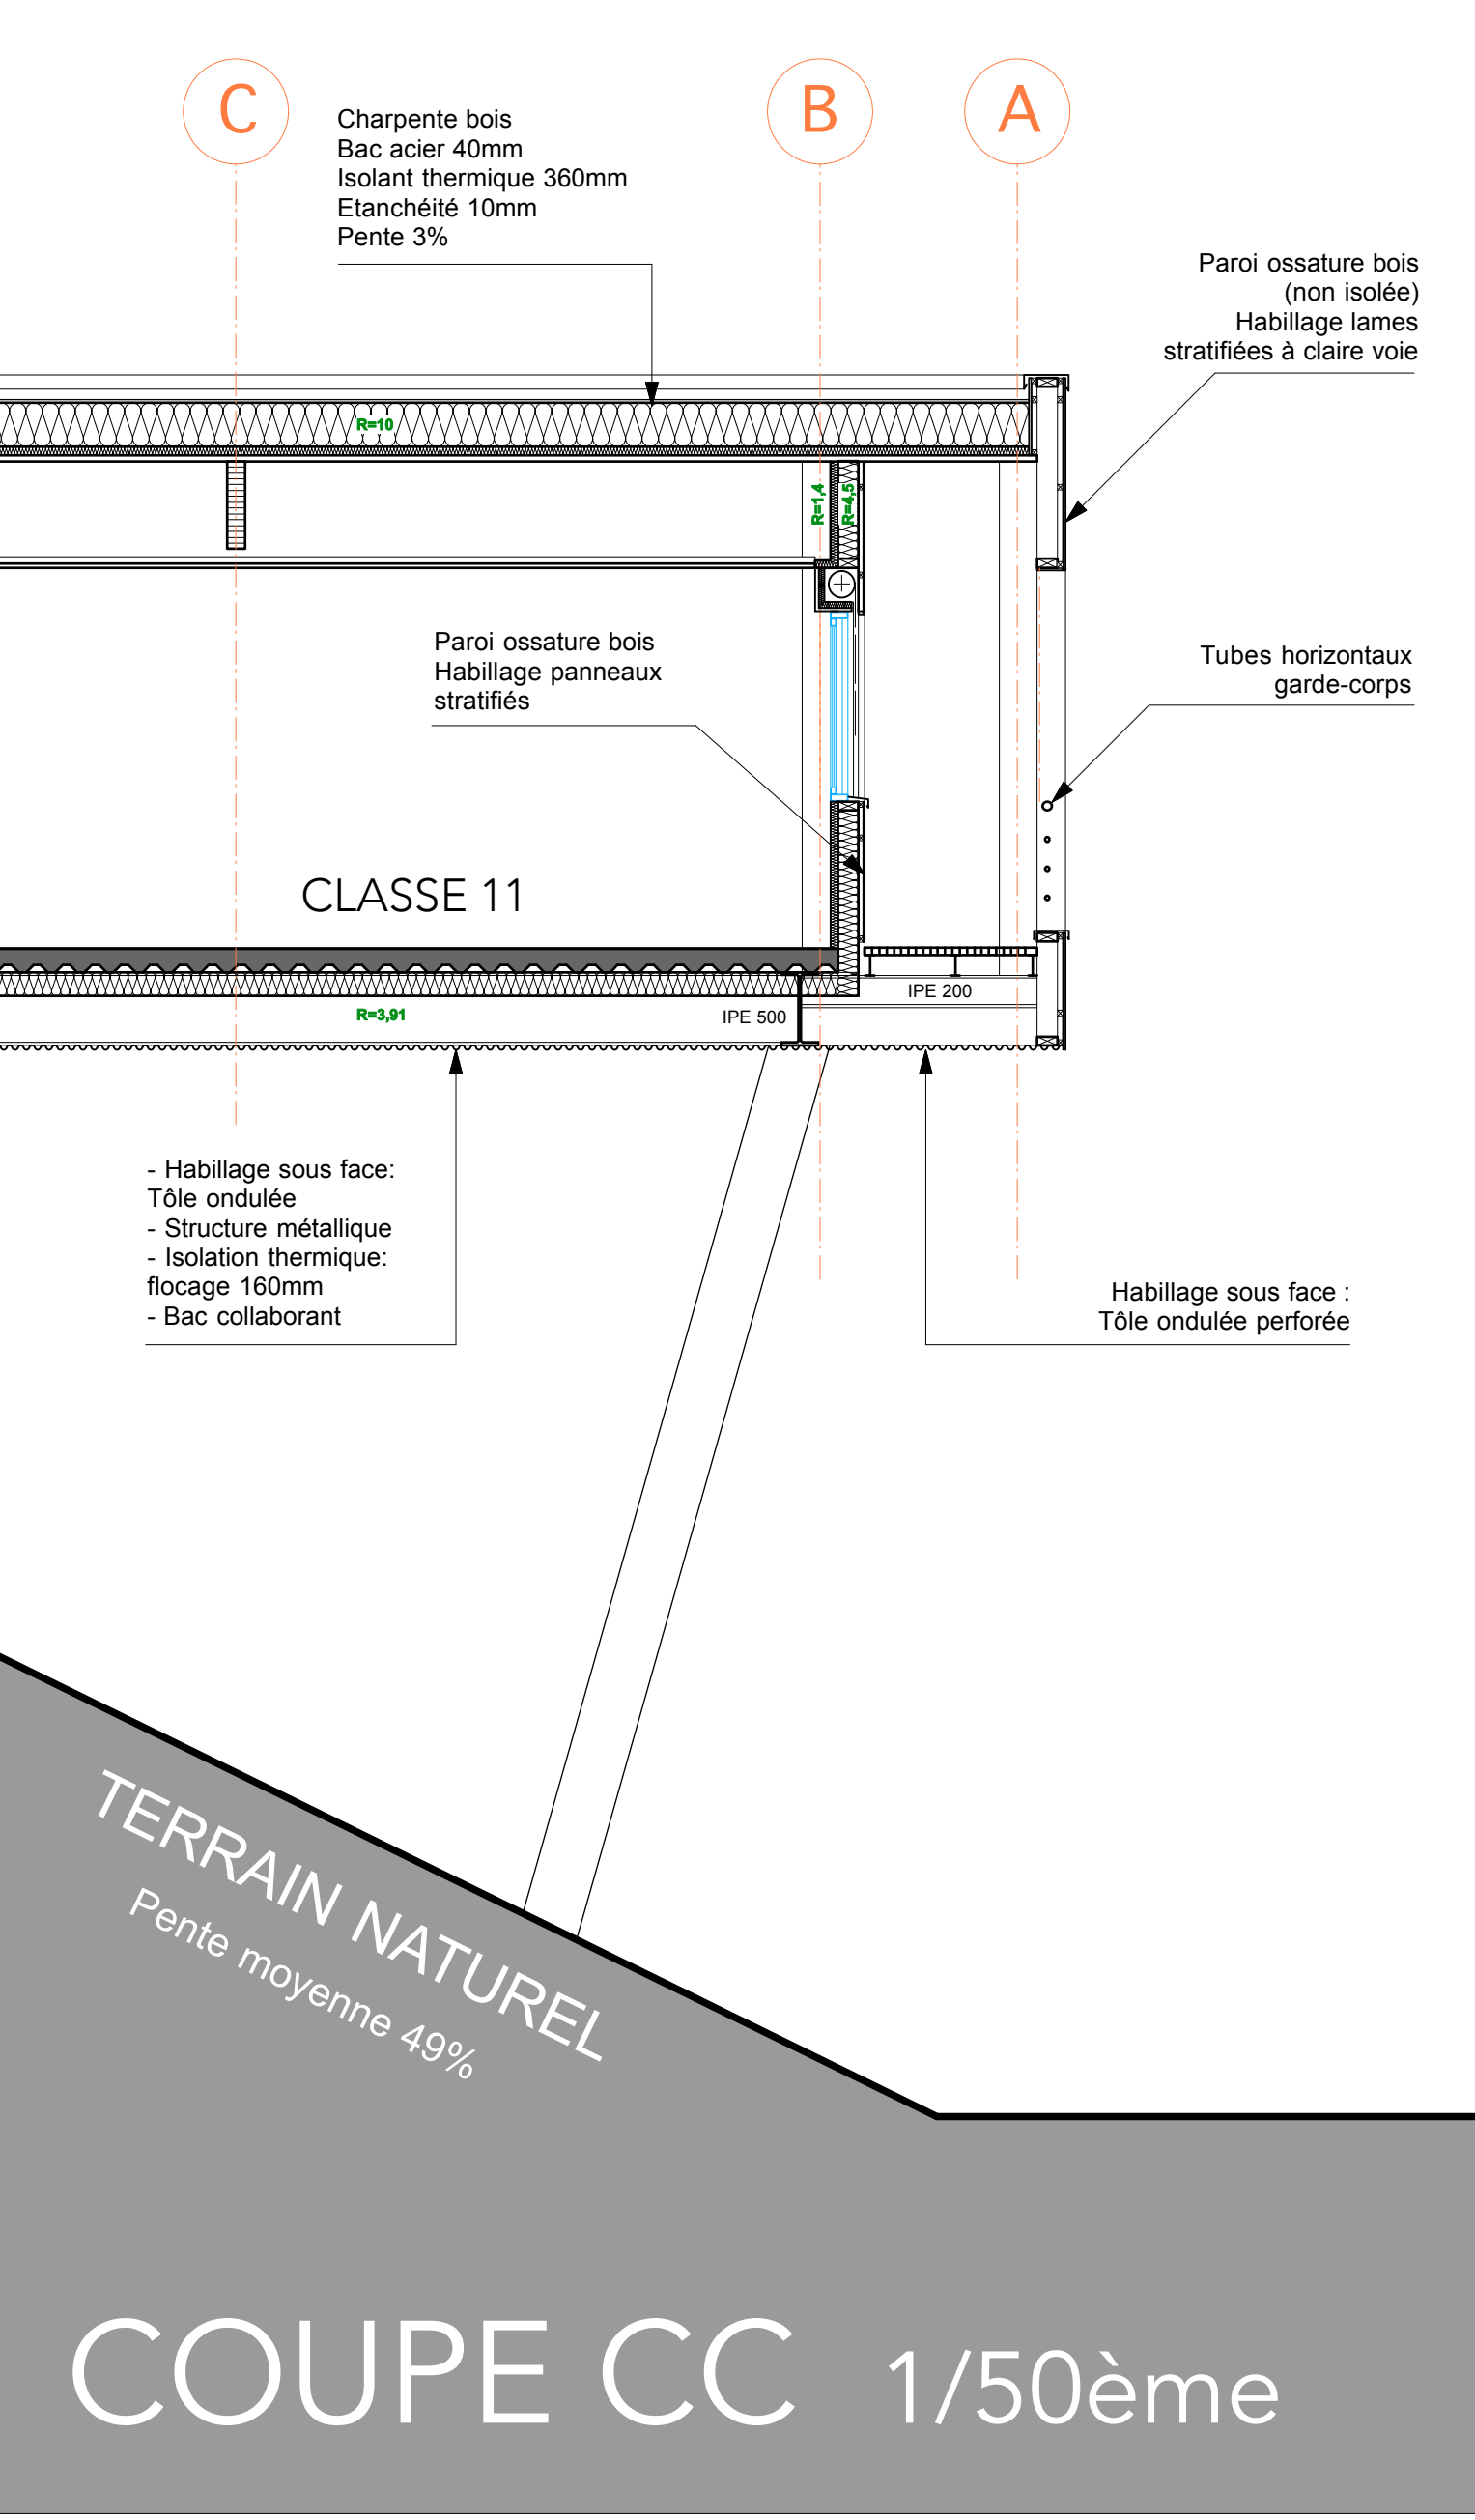 C
B
A
Charpente bois
Bac acier 40mm
Isolant thermique 360mm
Etanchéité 10mm
Pente 3%
Paroi ossature bois
(non isolée)
Habillage lames
stratifiées à claire voie
R=10
R=1,4
R=4,5
Paroi ossature bois
Habillage panneaux
stratifiés
Tubes horizontaux
garde-corps
CLASSE 11
IPE 200
R=3,91
IPE 500
- Habillage sous face:
Tôle ondulée
- Structure métallique
- Isolation thermique:
flocage 160mm
- Bac collaborant
Habillage sous face :
Tôle ondulée perforée
TERRAIN NATUREL
Pente moyenne 49%
COUPE CC 1/50ème